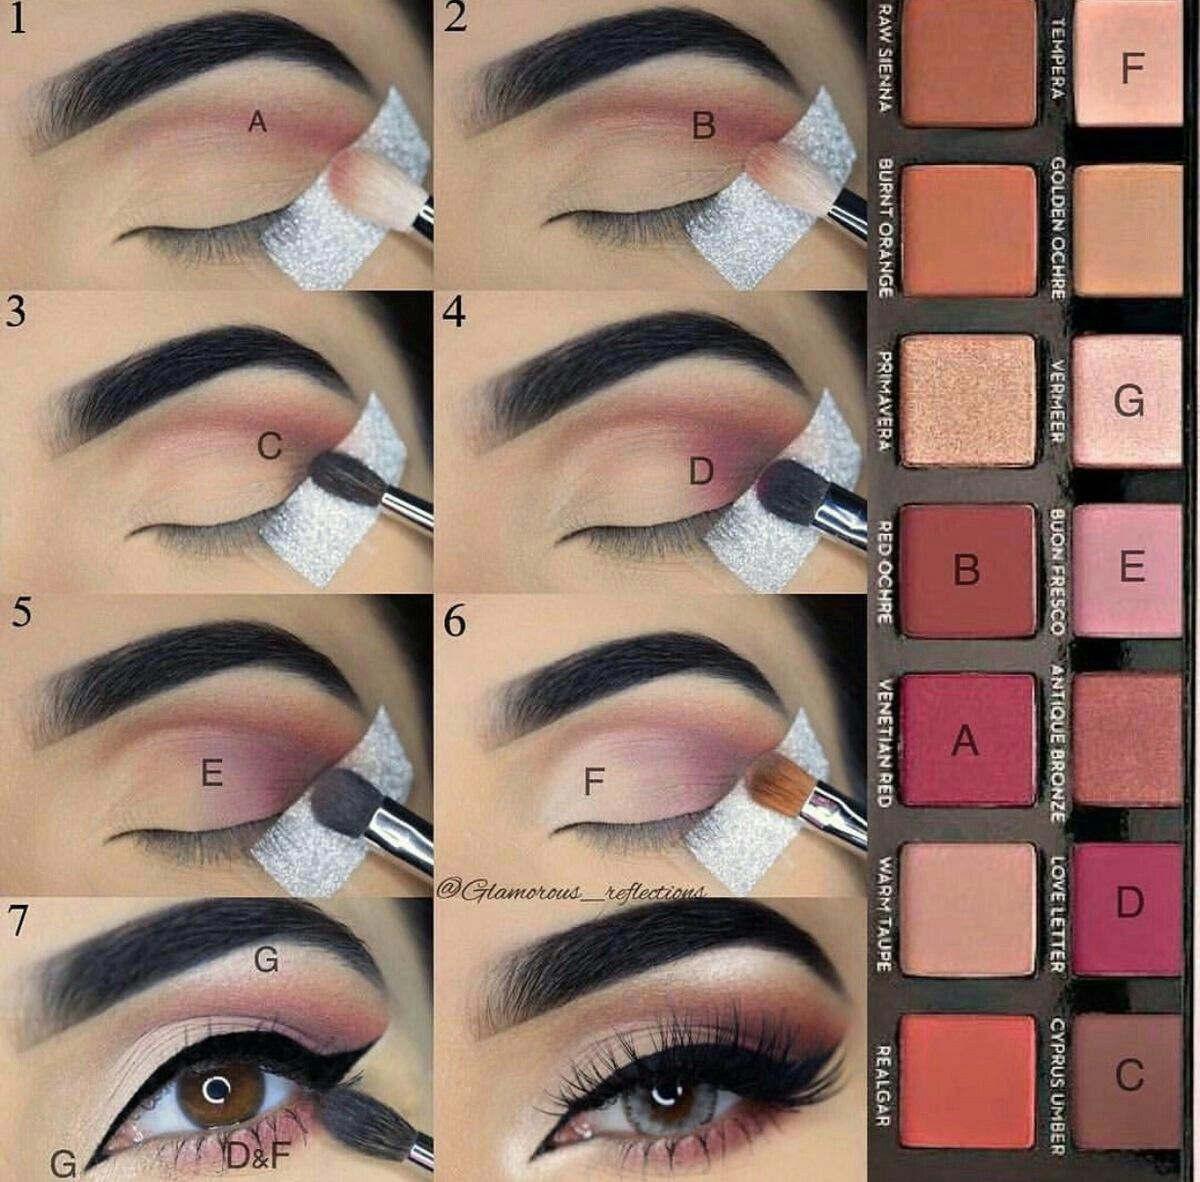 1
A
2
B
3
C
4
D
5
E
6
F
@Glamorous_reflections
7
G
D&F
G
RAW SIENNA
TEMPERA
F
BURNT ORANGE
GOLDEN OCHRE
PRIMAVERA
VERMEER
G
RED OCHRE
B
BUON FRESCO
E
VENETIAN RED
A
ANTIQUE BRONZE
WARM TAUPE
LOVE LETTER
D
REALGAR
CYPRUS UMBER
C